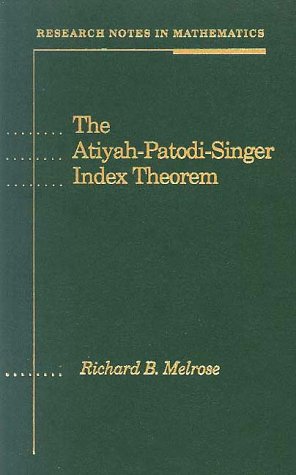 RESEARCH NOTES IN MATHEMATICS
The
Atiyah-Patodi-Singer
Index Theorem
Richard B. Melrose